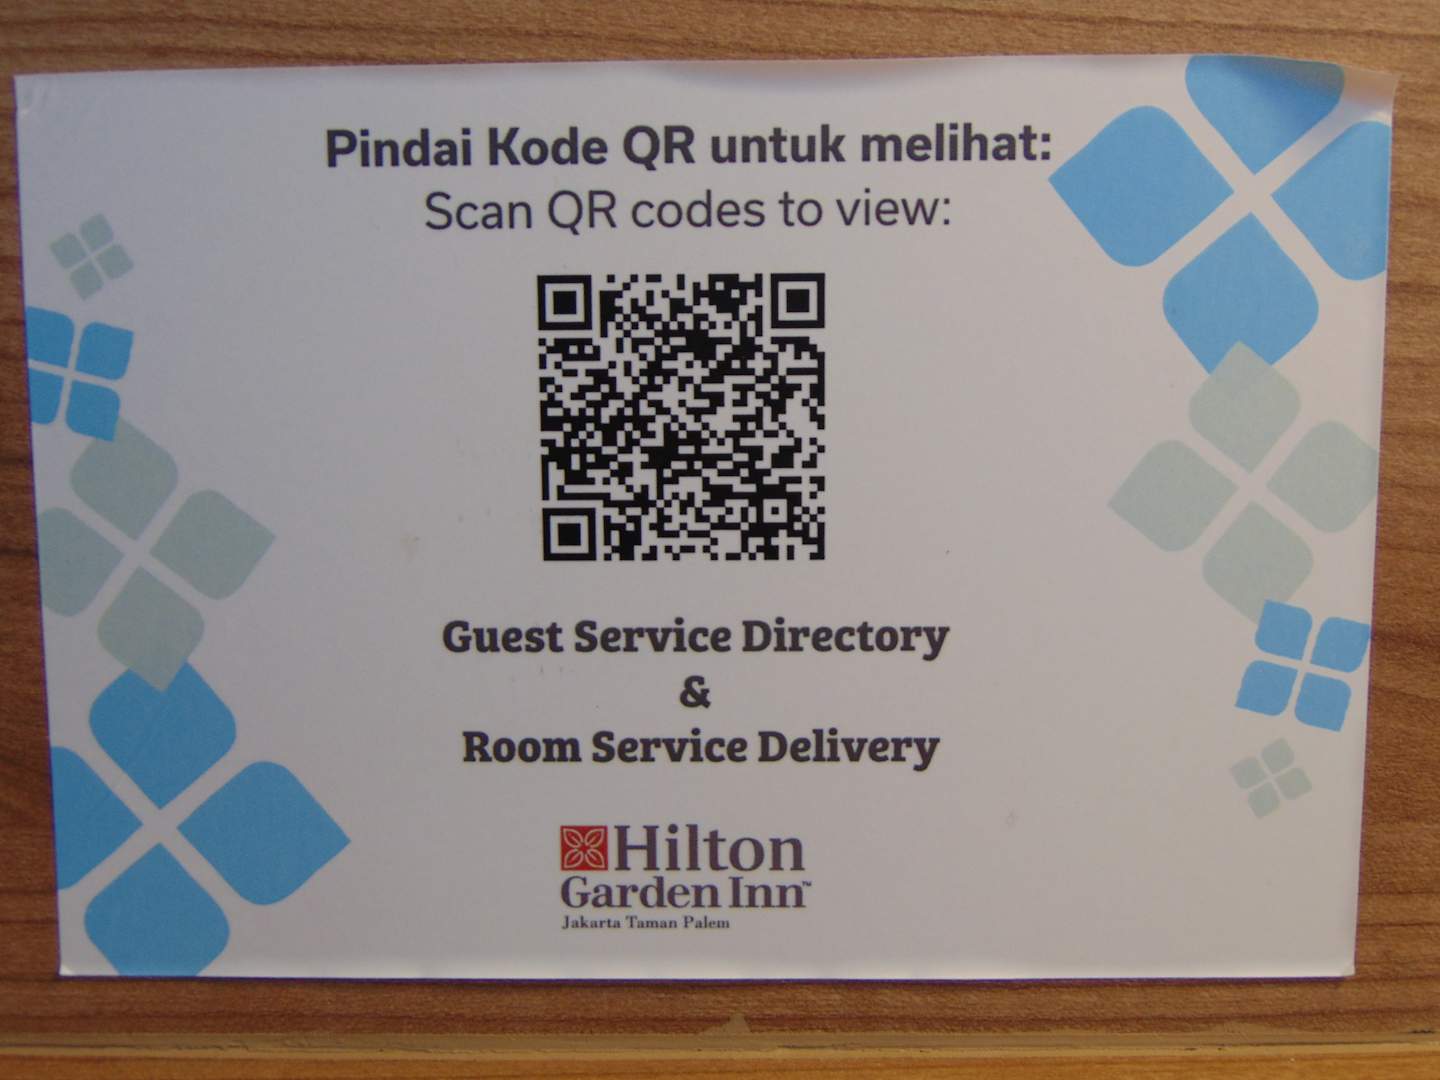 Pindai Kode QR untuk melihat:
Scan QR codes to view:
Guest Service Directory
&
Room Service Delivery
Hilton
Garden Inn™
Jakarta Taman Palem